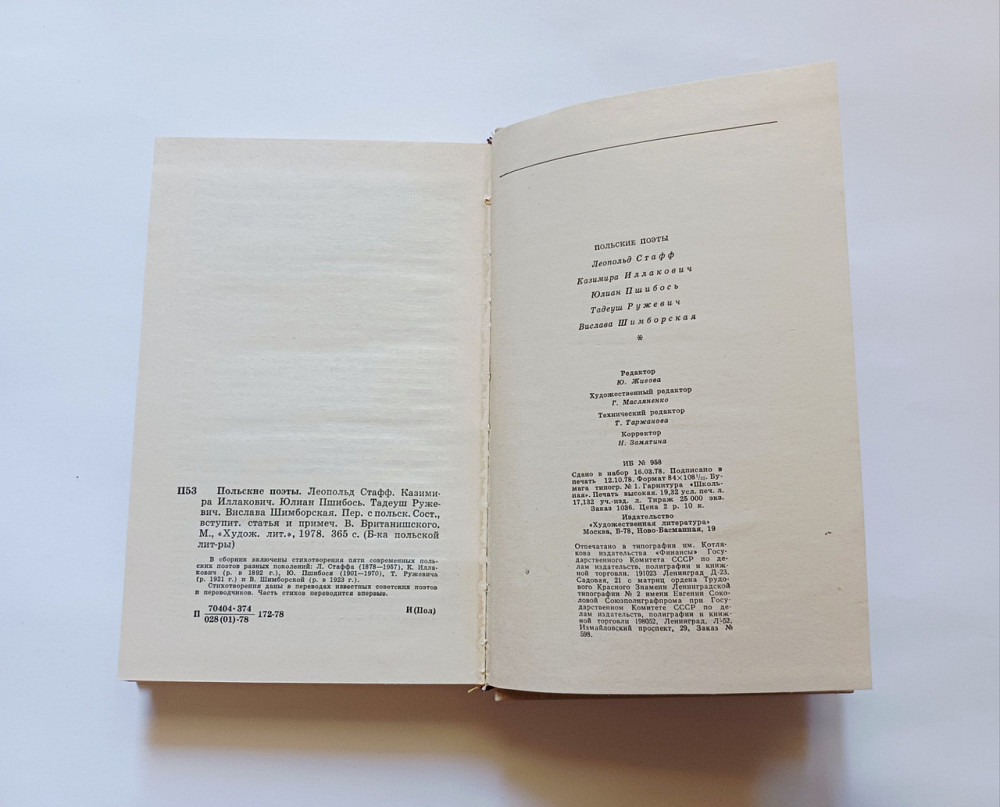 П53 Польские поэты. Леопольд Стафф. Казими-
ра Иллакович. Юлиан Пшибось. Тадеуш Руже-
вич. Вислава Шимборская. Пер. с польск. Сост.,
вступит. статья и примеч. В. Британишского.
М., «Худож. лит.», 1978. 365 с. (Б-ка польской
лит-ры)
В сборник включены стихотворения пяти современных поль-
ских поэтов разных поколений: Л. Стаффа (1878—1957), К. Илла-
кович (р. в 1892 г.), Ю. Пшибося (1901—1970), Т. Ружевича
(р. в 1921 г.) и В. Шимборской (р. в 1923 г.).
Стихотворения даны в переводах известных советских поэтов
и переводчиков. Часть стихов переводится впервые.
П 70404-374 172-78 И(Пол)
028(01)-78
ПОЛЬСКИЕ ПОЭТЫ
Леопольд Стафф
Казимира Иллакович
Юлиан Пшибось
Тадеуш Ружевич
Вислава Шимборская
*
Редактор
Ю. Живова
Художественный редактор
Г. Масляненко
Технический редактор
Т. Таржанова
Корректор
Н. Замятина
ИБ № 958
Сдано в набор 16.03.78. Подписано в
печать 12.10.78. Формат 84×108 1/32. Бу-
мага типогр. № 1. Гарнитура «Школь-
ная». Печать высокая. 19,32 усл. печ. л.
17,132 уч.-изд. л. Тираж 25 000 экз.
Заказ 1036. Цена 2 р. 10 к.
Издательство
«Художественная литература»
Москва, Б-78, Ново-Басманная, 19
Отпечатано в типографии им. Котля-
кова издательства «Финансы» Госу-
дарственного Комитета СССР по де-
лам издательств, полиграфии и книж-
ной торговли. 191023 Ленинград Д-23,
Садовая, 21 с матриц ордена Трудо-
вого Красного Знамени Ленинградской
типографии № 2 имени Евгении Соко-
ловой Союзполиграфпрома при Госу-
дарственном Комитете СССР по де-
лам издательств, полиграфии и книж-
ной торговли 198052, Ленинград, Л-52,
Измайловский проспект, 29, Заказ №
598.